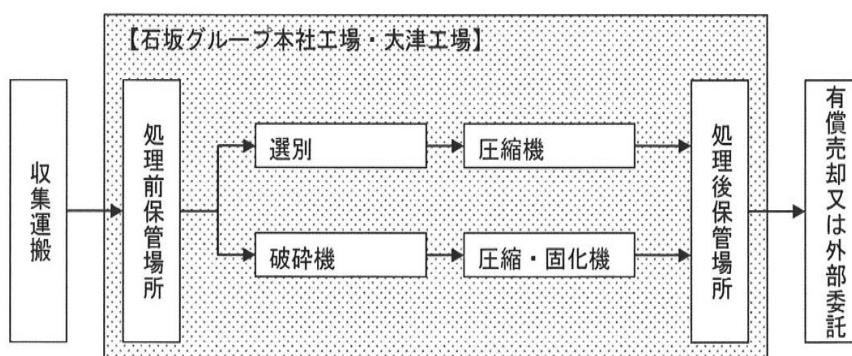 【石坂グループ本社工場・大津工場】
収集運搬
処理前保管場所
選別
圧縮機
破砕機
圧縮・固化機
処理後保管場所
有償売却又は外部委託